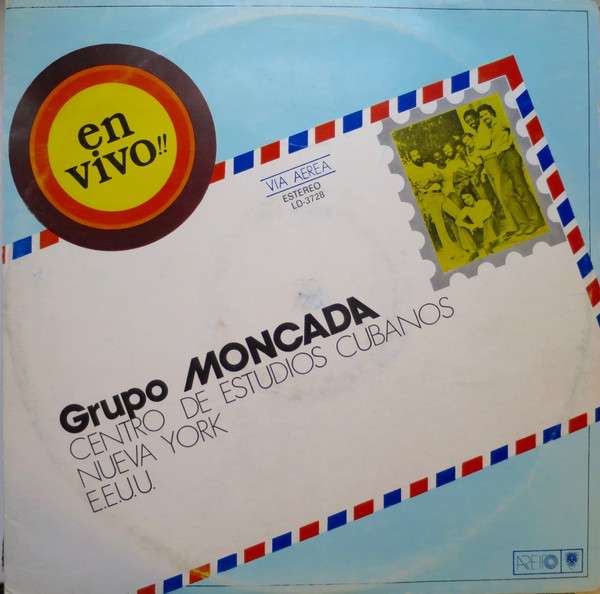 en
vivo!!
VIA AEREA
ESTEREO
LD-3728
Grupo MONCADA
CENTRO DE ESTUDIOS CUBANOS
NUEVA YORK
E.E.U.U.
AREITO